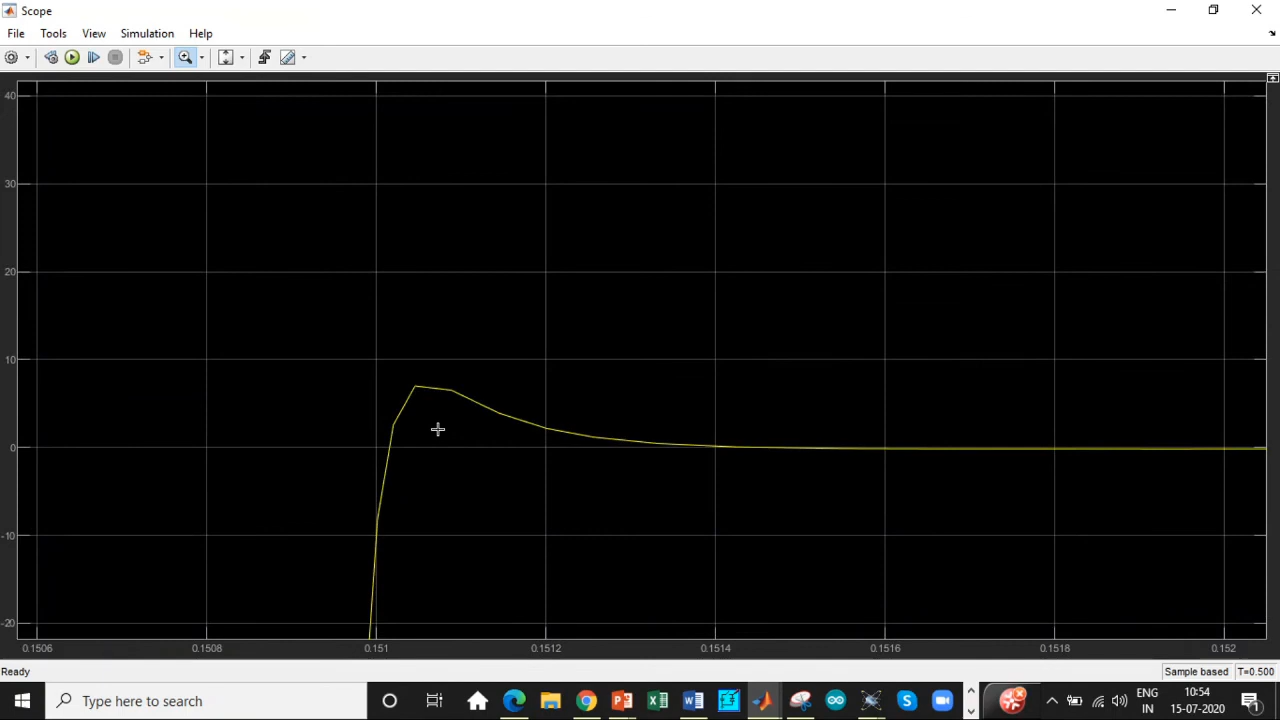 Scope
File Tools View Simulation Help
40
30
20
10
0
-10
-20
0.1506 0.1508 0.151 0.1512 0.1514 0.1516 0.1518 0.152
Ready Sample based T=0.500
Type here to search
ENG
IN
10:54
15-07-2020
1